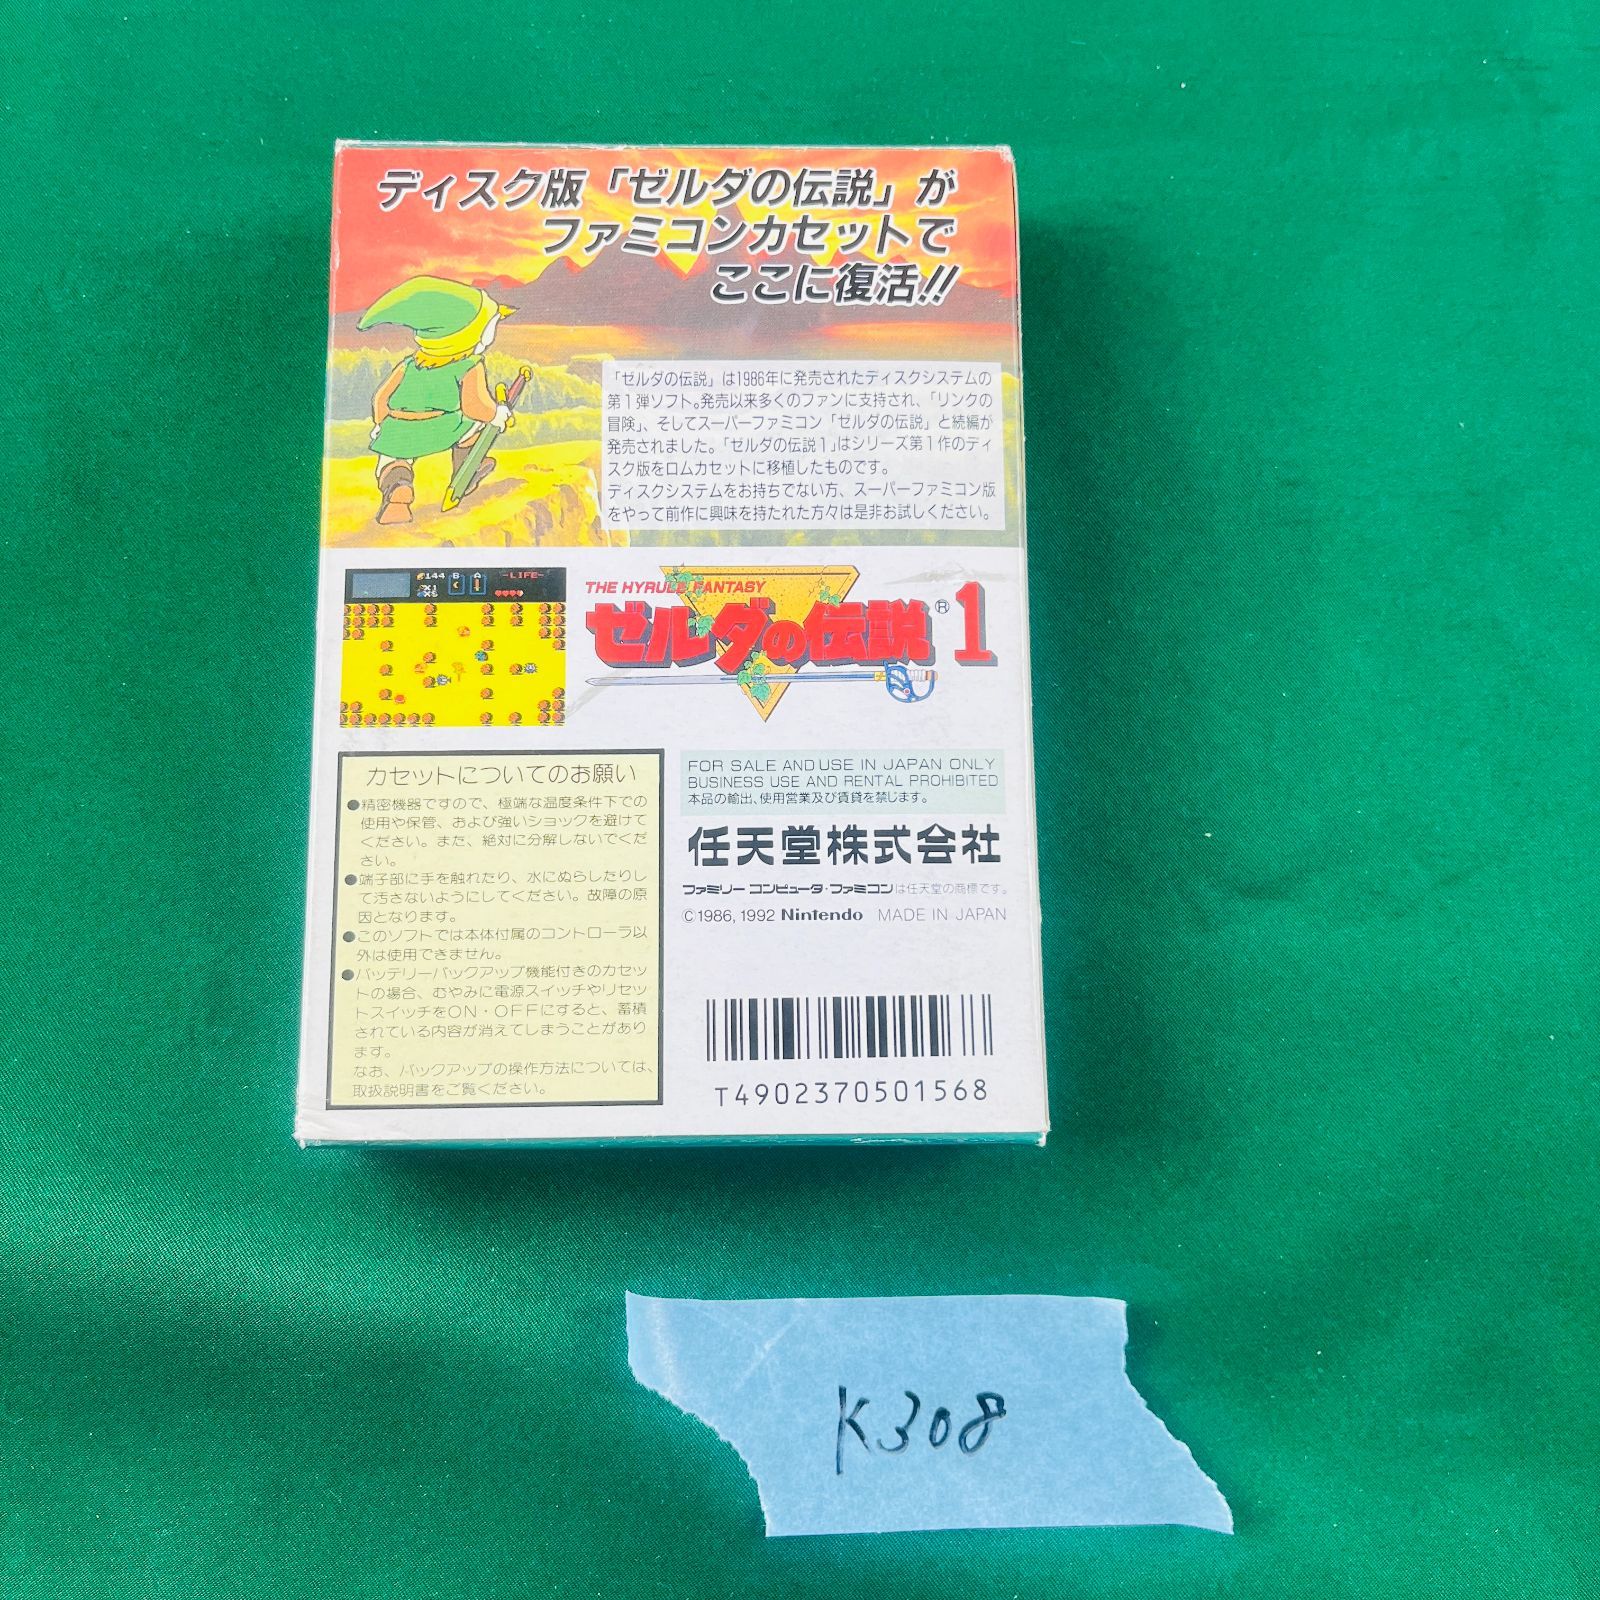 ディスク版「ゼルダの伝説」が
ファミコンカセットで
ここに復活!!
「ゼルダの伝説」は1986年に発売されたディスクシステムの
第1弾ソフト。発売以来多くのファンに支持され、「リンクの
冒険」、そしてスーパーファミコン「ゼルダの伝説」と続編が
発売されました。「ゼルダの伝説1」はシリーズ第1作のディ
スク版をロムカセットに移植したものです。
ディスクシステムをお持ちでない方、スーパーファミコン版
をやって前作に興味を持たれた方々は是非お試しください。
144 B A -LIFE-
X1
X6
THE HYRULE FANTASY
ゼルダの伝説®1
カセットについてのお願い
●精密機器ですので、極端な温度条件下での
使用や保管、および強いショックを避けて
ください。また、絶対に分解しないでくだ
さい。
●端子部に手を触れたり、水にぬらしたりし
て汚さないようにしてください。故障の原
因となります。
●このソフトでは本体付属のコントローラ以
外は使用できません。
●バッテリーバックアップ機能付きのカセッ
トの場合、むやみに電源スイッチやリセッ
トスイッチをON・OFFにすると、蓄積
されている内容が消えてしまうことがあり
ます。
なお、バックアップの操作方法については、
取扱説明書をご覧ください。
FOR SALE AND USE IN JAPAN ONLY
BUSINESS USE AND RENTAL PROHIBITED
本品の輸出、使用営業及び賃貸を禁じます。
任天堂株式会社
ファミリーコンピュータ・ファミコンは任天堂の商標です。
©1986, 1992 Nintendo MADE IN JAPAN
T4902370501568
K308